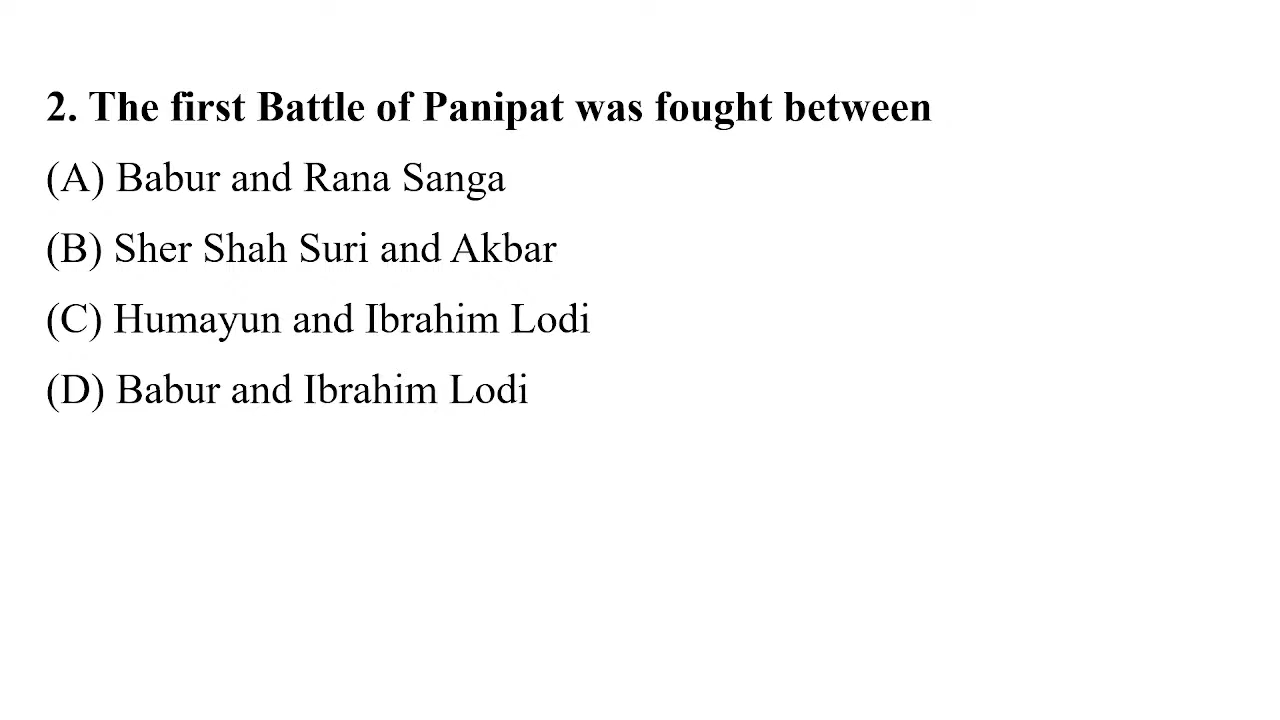 2. The first Battle of Panipat was fought between
(A) Babur and Rana Sanga
(B) Sher Shah Suri and Akbar
(C) Humayun and Ibrahim Lodi
(D) Babur and Ibrahim Lodi